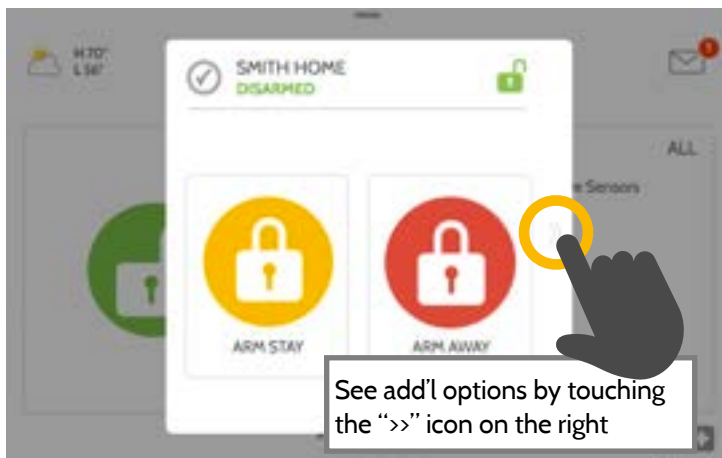 H 70°
L 56°
SMITH HOME
DISARMED
1
ALL
Sensors
ARM STAY
ARM AWAY
See add'l options by touching
the “>>” icon on the right